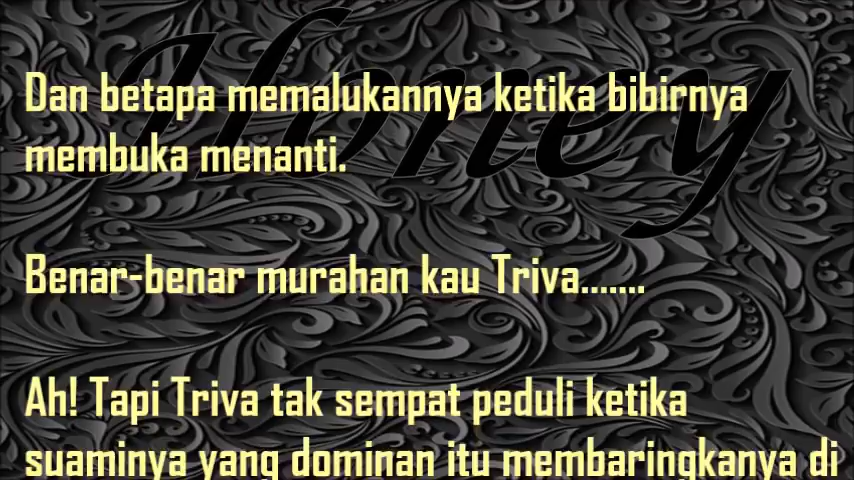 Honey
Dan betapa memalukannya ketika bibirnya
membuka menanti.
Benar-benar murahan kau Triva.......
Ah! Tapi Triva tak sempat peduli ketika
suaminya yang dominan itu membaringkanya di